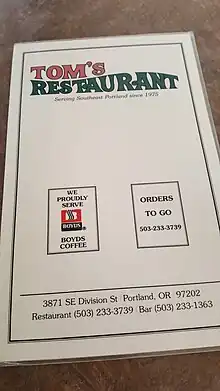 TOM'S
RESTAURANT
Serving Southeast Portland since 1975
WE
PROUDLY
SERVE
BOYDS
BOYDS
COFFEE
ORDERS
TO GO
503-233-3739
3871 SE Division St Portland, OR 97202
Restaurant (503) 233-3739 Bar (503) 233-1363